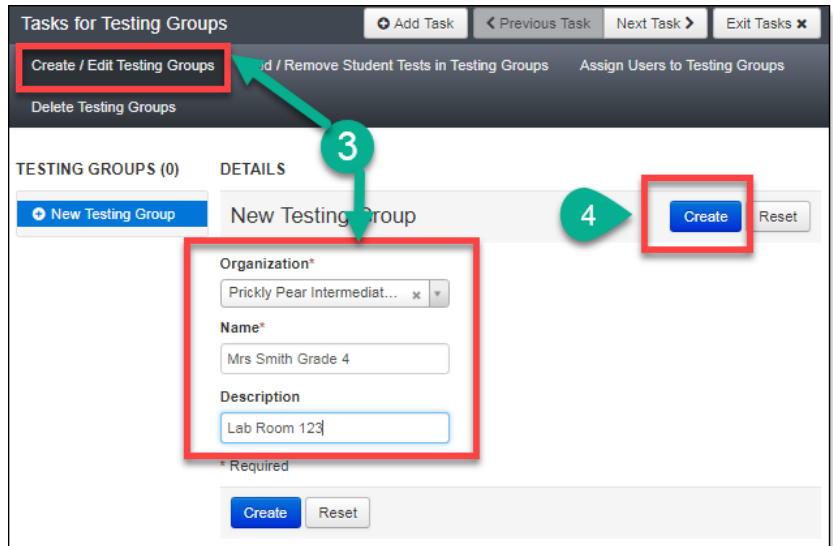 Tasks for Testing Groups
Add Task
Previous Task
Next Task
Exit Tasks
Create / Edit Testing Groups
/ Remove Student Tests in Testing Groups
Assign Users to Testing Groups
Delete Testing Groups
3
TESTING GROUPS (0)
DETAILS
New Testing Group
New Testing Group
4
Create
Reset
Organization*
Prickly Pear Intermediat...
Name*
Mrs Smith Grade 4
Description
Lab Room 123
* Required
Create
Reset